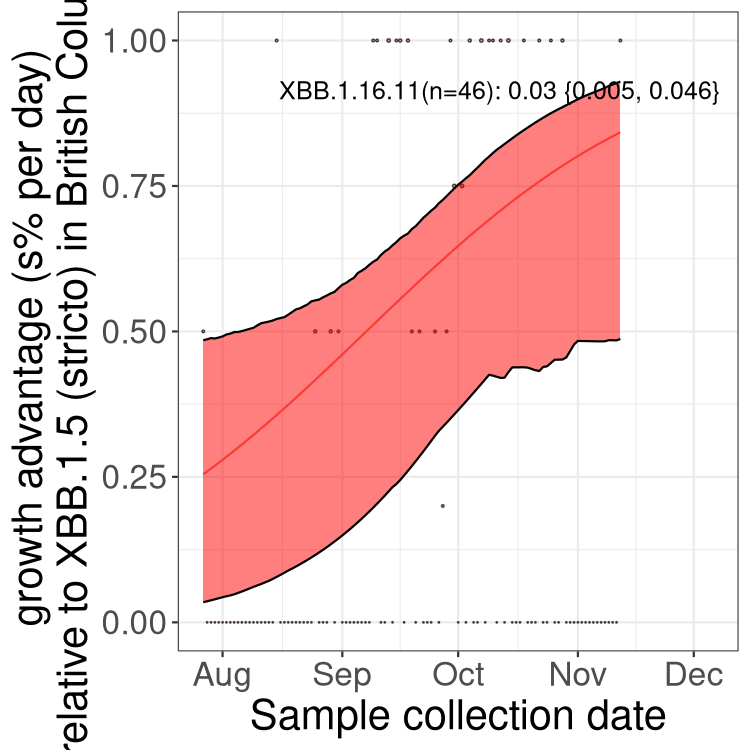 growth advantage (s% per day)
relative to XBB.1.5 (stricto) in British Colu
1.00
0.75
0.50
0.25
0.00
XBB.1.16.11(n=46): 0.03 {0.005, 0.046}
Aug Sep Oct Nov Dec
Sample collection date